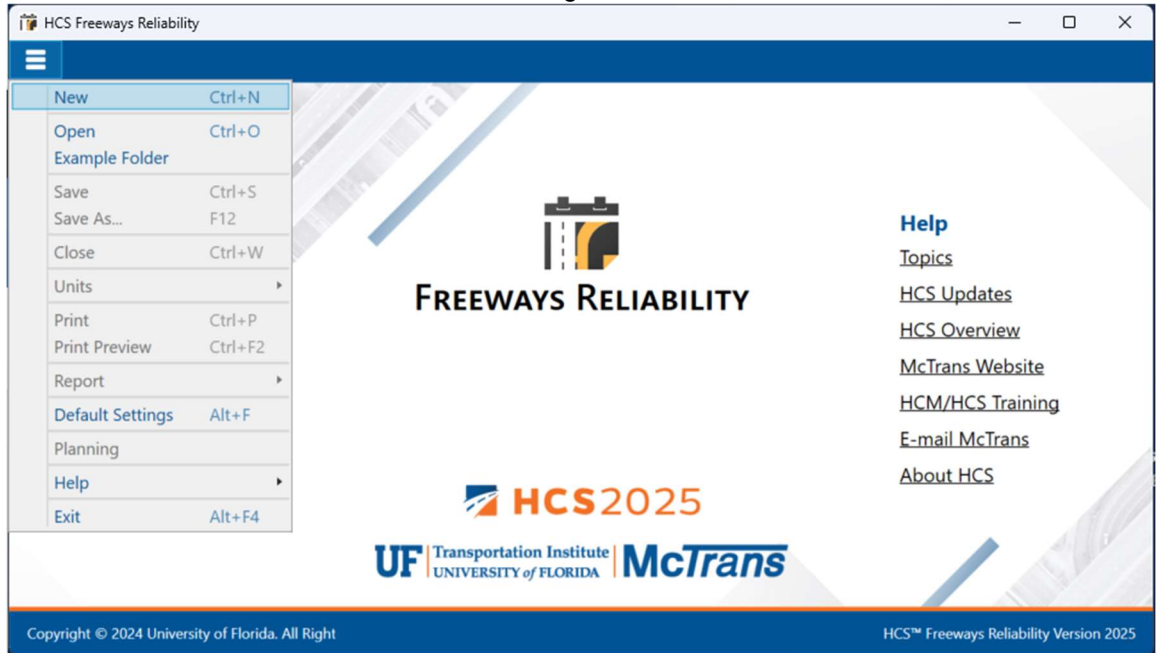 HCS Freeways Reliability
New Ctrl+N
Open Ctrl+O
Example Folder
Save Ctrl+S
Save As... F12
Close Ctrl+W
Units
Print Ctrl+P
Print Preview Ctrl+F2
Report
Default Settings Alt+F
Planning
Help
Exit Alt+F4
FREEWAYS RELIABILITY
Help
Topics
HCS Updates
HCS Overview
McTrans Website
HCM/HCS Training
E-mail McTrans
About HCS
HCS2025
UF Transportation Institute
UNIVERSITY of FLORIDA
McTrans
Copyright © 2024 University of Florida. All Right
HCS™ Freeways Reliability Version 2025